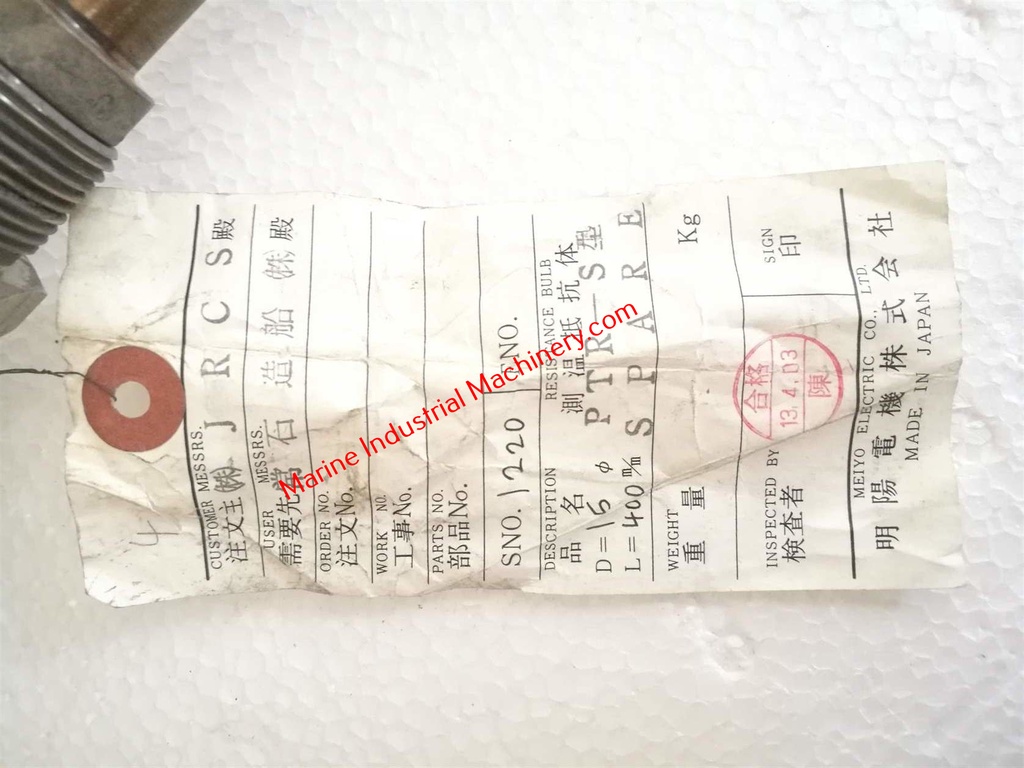 4
CUSTOMER MESSRS.
注文主 ㈱ J R C S 殿
USER MESSRS.
需要先 常石造船 ㈱ 殿
ORDER NO.
注文No.
WORK NO.
工事No.
PARTS NO.
部品No.
SNO. 1220 TNO.
DESCRIPTION RESISTANCE BULB
品名 測温抵抗体
D=15φ PTR-S型
L=400㎜ SPARE
WEIGHT
重量 Kg
INSPECTED BY SIGN
検査者 印
合格
13.4.03
陳
MEIYO ELECTRIC CO., LTD.
明陽電機株式会社
MADE IN JAPAN
Marine Industrial Machinery.com